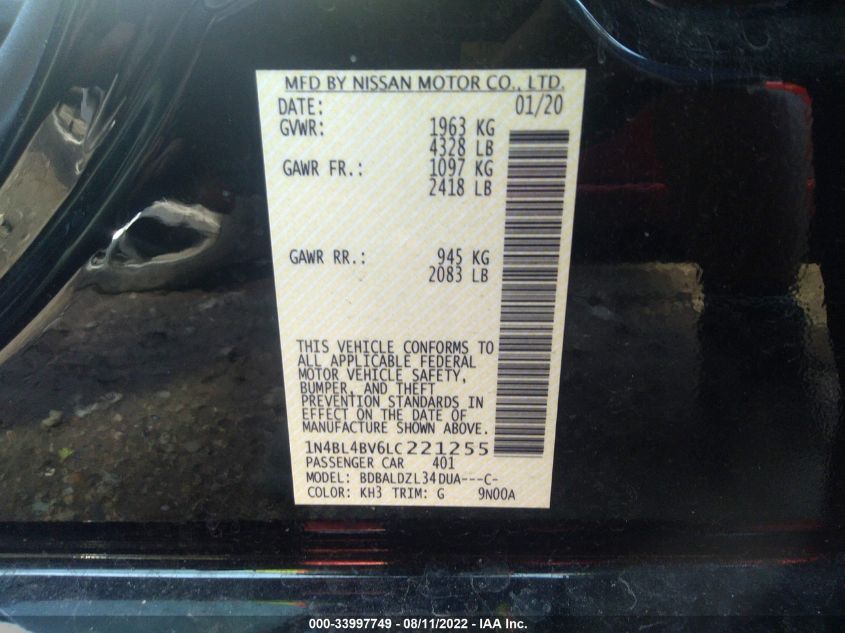 MFD BY NISSAN MOTOR CO., LTD.
DATE: 01/20
GVWR: 1963 KG
4328 LB
GAWR FR.: 1097 KG
2418 LB
GAWR RR.: 945 KG
2083 LB
THIS VEHICLE CONFORMS TO
ALL APPLICABLE FEDERAL
MOTOR VEHICLE SAFETY,
BUMPER, AND THEFT
PREVENTION STANDARDS IN
EFFECT ON THE DATE OF
MANUFACTURE SHOWN ABOVE.
1N4BL4BV6LC221255
PASSENGER CAR 401
MODEL: BDBALDZL34DUA---C-
COLOR: KH3 TRIM: G 9N00A
000-33997749 - 08/11/2022 - IAA Inc.